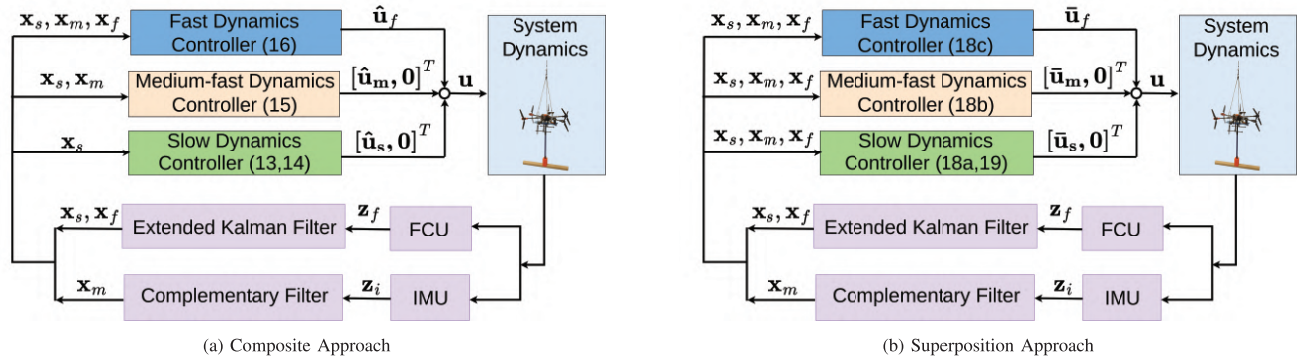 x_s, x_m, x_f
Fast Dynamics
Controller (16)
û_f
x_s, x_m
Medium-fast Dynamics
Controller (15)
[û_m, 0]^T
x_s
Slow Dynamics
Controller (13,14)
[û_s, 0]^T
u
System
Dynamics
x_s, x_f
Extended Kalman Filter
z_f
FCU
x_m
Complementary Filter
z_i
IMU
(a) Composite Approach
x_s, x_m, x_f
Fast Dynamics
Controller (18c)
ū_f
x_s, x_m, x_f
Medium-fast Dynamics
Controller (18b)
[ū_m, 0]^T
x_s, x_m, x_f
Slow Dynamics
Controller (18a,19)
[ū_s, 0]^T
u
System
Dynamics
x_s, x_f
Extended Kalman Filter
z_f
FCU
x_m
Complementary Filter
z_i
IMU
(b) Superposition Approach